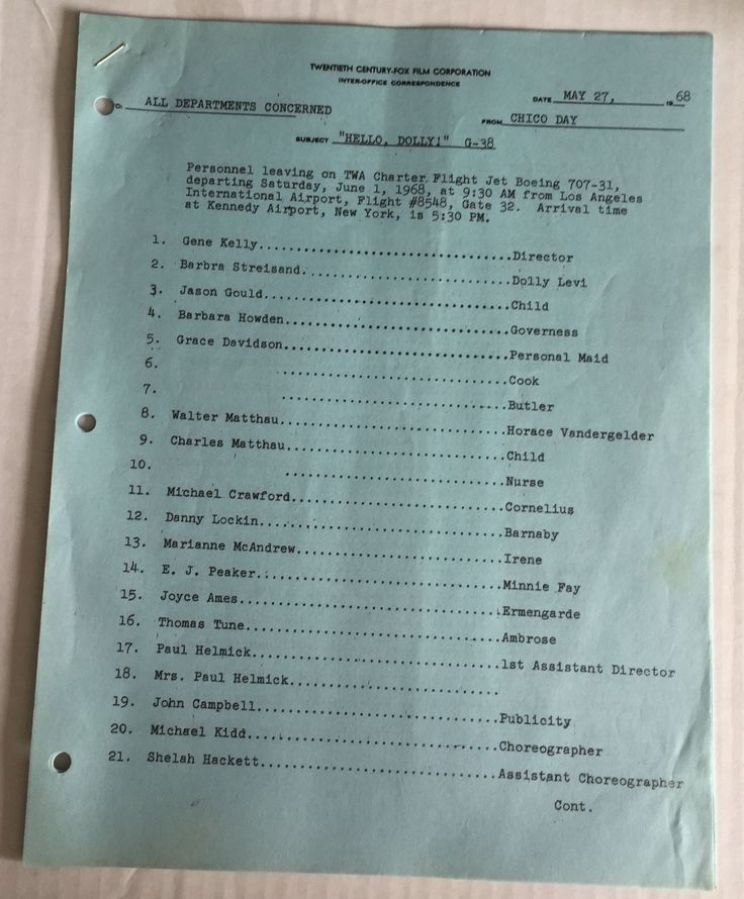 TWENTIETH CENTURY-FOX FILM CORPORATION
INTER-OFFICE CORRESPONDENCE
DATE MAY 27, 1968
TO ALL DEPARTMENTS CONCERNED
FROM CHICO DAY
SUBJECT "HELLO, DOLLY!" G-38
Personnel leaving on TWA Charter Flight Jet Boeing 707-31,
departing Saturday, June 1, 1968, at 9:30 AM from Los Angeles
International Airport, Flight #8548, Gate 32. Arrival time
at Kennedy Airport, New York, is 5:30 PM.
1. Gene Kelly..................................Director
2. Barbra Streisand............................Dolly Levi
3. Jason Gould.................................Child
4. Barbara Howden..............................Governess
5. Grace Davidson..............................Personal Maid
6. ..............................Cook
7. ..............................Butler
8. Walter Matthau..............................Horace Vandergelder
9. Charles Matthau.............................Child
10. .............................Nurse
11. Michael Crawford............................Cornelius
12. Danny Lockin................................Barnaby
13. Marianne McAndrew...........................Irene
14. E. J. Peaker................................Minnie Fay
15. Joyce Ames..................................Ermengarde
16. Thomas Tune.................................Ambrose
17. Paul Helmick................................1st Assistant Director
18. Mrs. Paul Helmick...........................
19. John Campbell...............................Publicity
20. Michael Kidd................................Choreographer
21. Shelah Hackett..............................Assistant Choreographer
Cont.